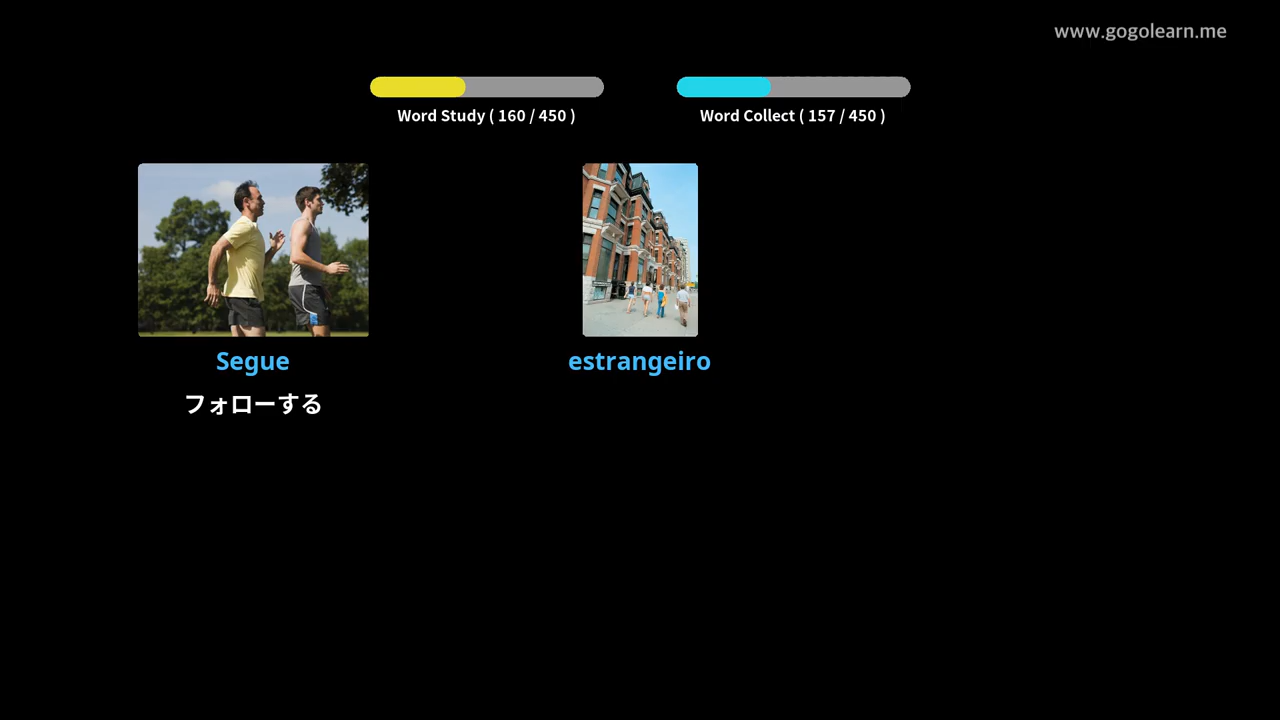 www.gogolearn.me
Word Study ( 160 / 450 )
Word Collect ( 157 / 450 )
Segue
フォローする
estrangeiro